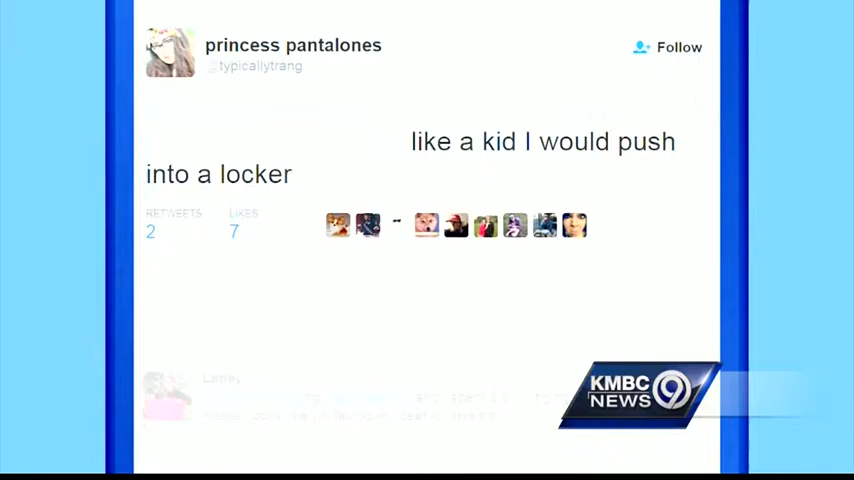 princess pantalones
Follow
@typicallytrang
like a kid I would push
into a locker
RETWEETS
LIKES
2
7
KMBC 9
NEWS